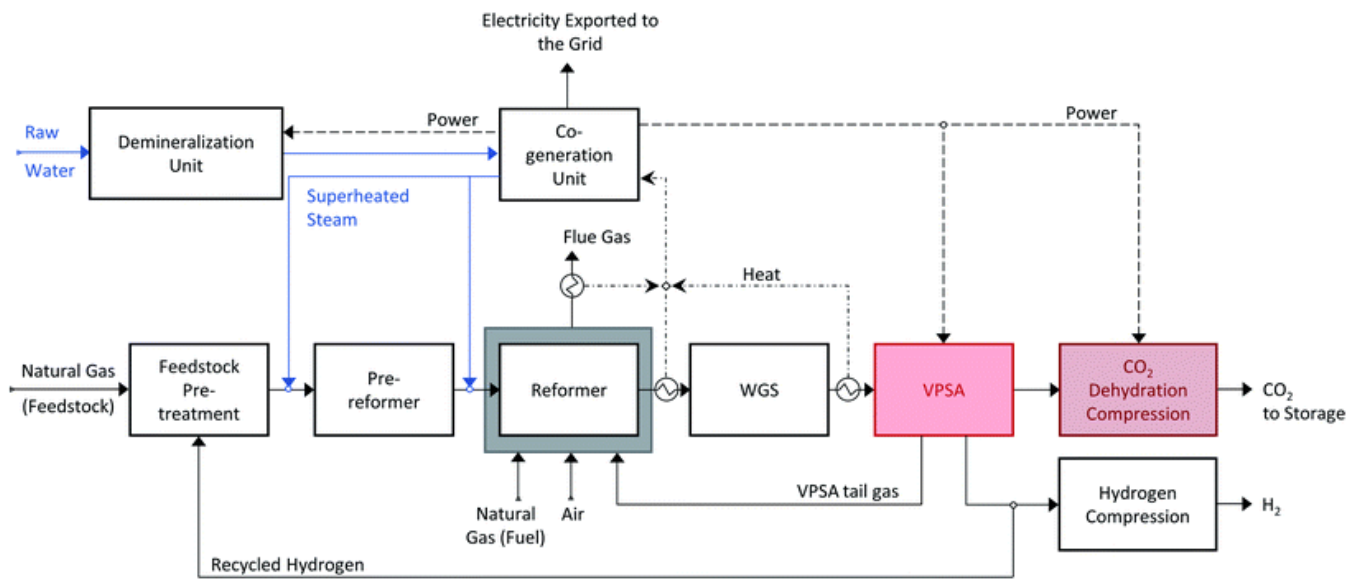 Electricity Exported to
the Grid
Raw
Water
Demineralization
Unit
Power
Co-
generation
Unit
Power
Superheated
Steam
Flue Gas
Heat
Natural Gas
(Feedstock)
Feedstock
Pre-
treatment
Pre-
reformer
Reformer
WGS
VPSA
CO₂
Dehydration
Compression
CO₂
to Storage
Natural
Gas (Fuel)
Air
VPSA tail gas
Hydrogen
Compression
H₂
Recycled Hydrogen